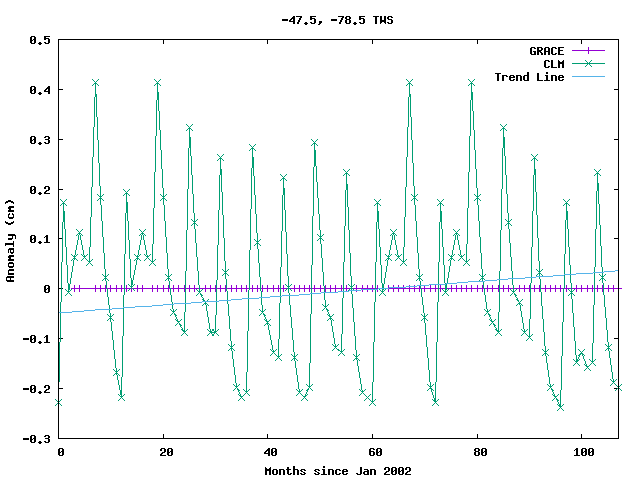 -47.5, -78.5 TWS
GRACE
CLM
Trend Line
0.5
0.4
0.3
0.2
0.1
0
-0.1
-0.2
-0.3
Anomaly (cm)
0 20 40 60 80 100
Months since Jan 2002